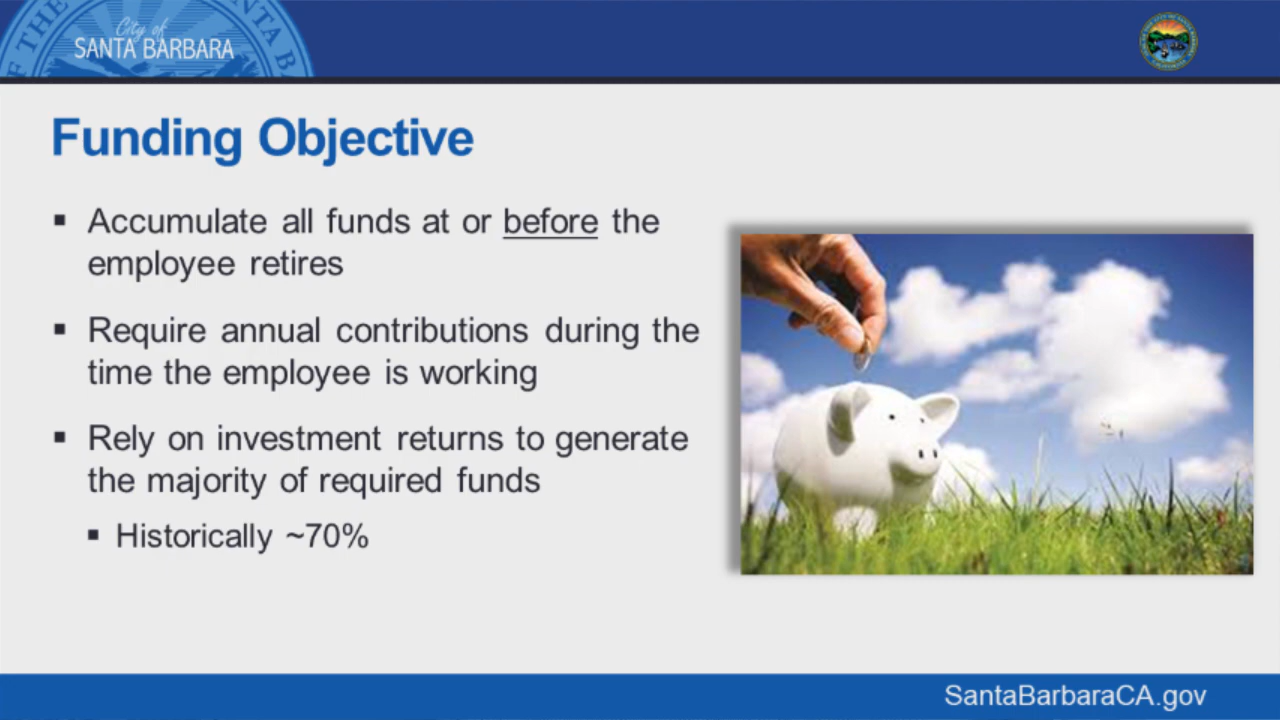 City of
SANTA BARBARA
Funding Objective
▪ Accumulate all funds at or before the
employee retires
▪ Require annual contributions during the
time the employee is working
▪ Rely on investment returns to generate
the majority of required funds
▪ Historically ~70%
SantaBarbaraCA.gov